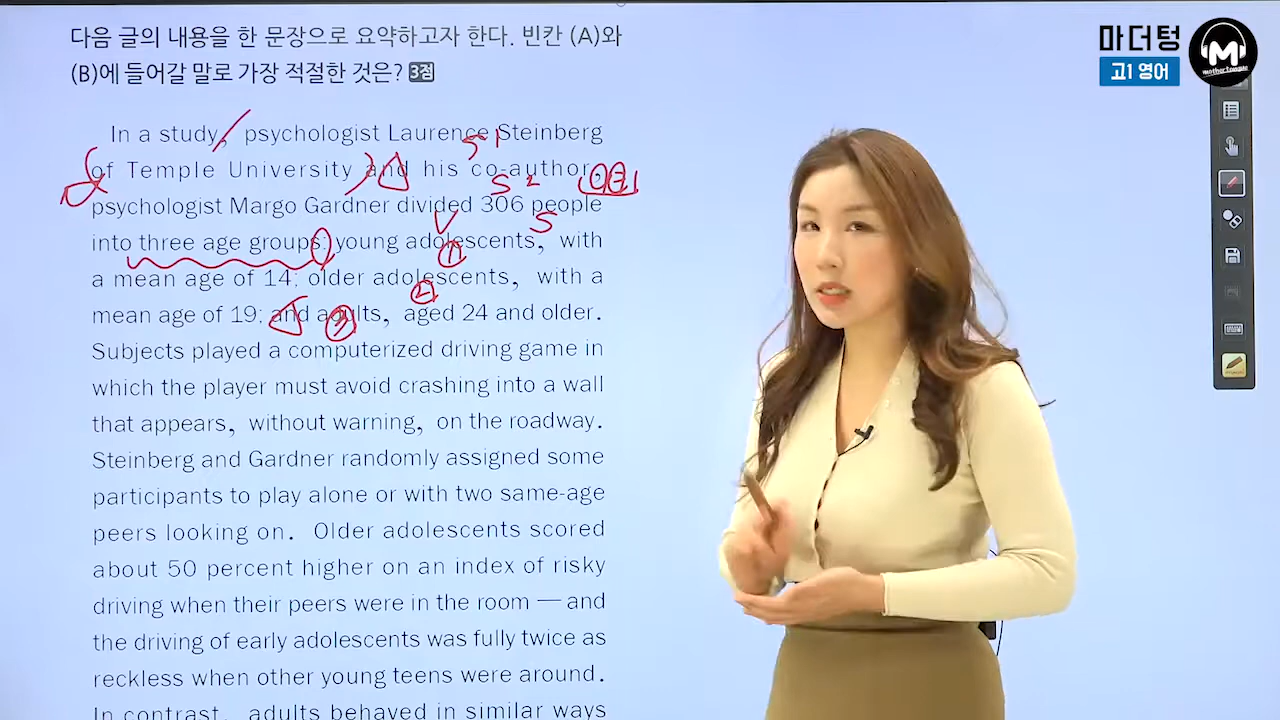 다음 글의 내용을 한 문장으로 요약하고자 한다. 빈칸 (A)와
(B)에 들어갈 말로 가장 적절한 것은? 3점
In a study, psychologist Laurence Steinberg
of Temple University and his co-author,
psychologist Margo Gardner divided 306 people
into three age groups: young adolescents, with
a mean age of 14; older adolescents, with a
mean age of 19; and adults, aged 24 and older.
Subjects played a computerized driving game in
which the player must avoid crashing into a wall
that appears, without warning, on the roadway.
Steinberg and Gardner randomly assigned some
participants to play alone or with two same-age
peers looking on. Older adolescents scored
about 50 percent higher on an index of risky
driving when their peers were in the room — and
the driving of early adolescents was fully twice as
reckless when other young teens were around.
In contrast, adults behaved in similar ways
S1
S2
S
V
①
②
③
마더텅
고1 영어
M
mother tongue